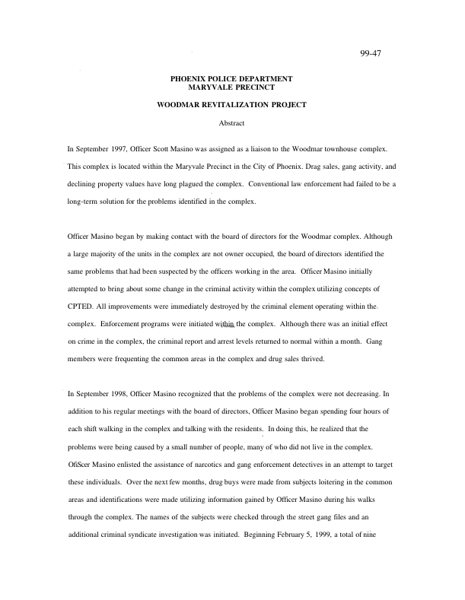 99-47
PHOENIX POLICE DEPARTMENT
MARYVALE PRECINCT
WOODMAR REVITALIZATION PROJECT
Abstract
In September 1997, Officer Scott Masino was assigned as a liaison to the Woodmar townhouse complex.
This complex is located within the Maryvale Precinct in the City of Phoenix. Drug sales, gang activity, and
declining property values have long plagued the complex. Conventional law enforcement had failed to be a
long-term solution for the problems identified in the complex.
Officer Masino began by making contact with the board of directors for the Woodmar complex. Although
a large majority of the units in the complex are not owner occupied, the board of directors identified the
same problems that had been suspected by the officers working in the area. Officer Masino initially
attempted to bring about some change in the criminal activity within the complex utilizing concepts of
CPTED. All improvements were immediately destroyed by the criminal element operating within the
complex. Enforcement programs were initiated within the complex. Although there was an initial effect
on crime in the complex, the criminal report and arrest levels returned to normal within a month. Gang
members were frequenting the common areas in the complex and drug sales thrived.
In September 1998, Officer Masino recognized that the problems of the complex were not decreasing. In
addition to his regular meetings with the board of directors, Officer Masino began spending four hours of
each shift walking in the complex and talking with the residents. In doing this, he realized that the
problems were being caused by a small number of people, many of who did not live in the complex.
OfiScer Masino enlisted the assistance of narcotics and gang enforcement detectives in an attempt to target
these individuals. Over the next few months, drug buys were made from subjects loitering in the common
areas and identifications were made utilizing information gained by Officer Masino during his walks
through the complex. The names of the subjects were checked through the street gang files and an
additional criminal syndicate investigation was initiated. Beginning February 5, 1999, a total of nine